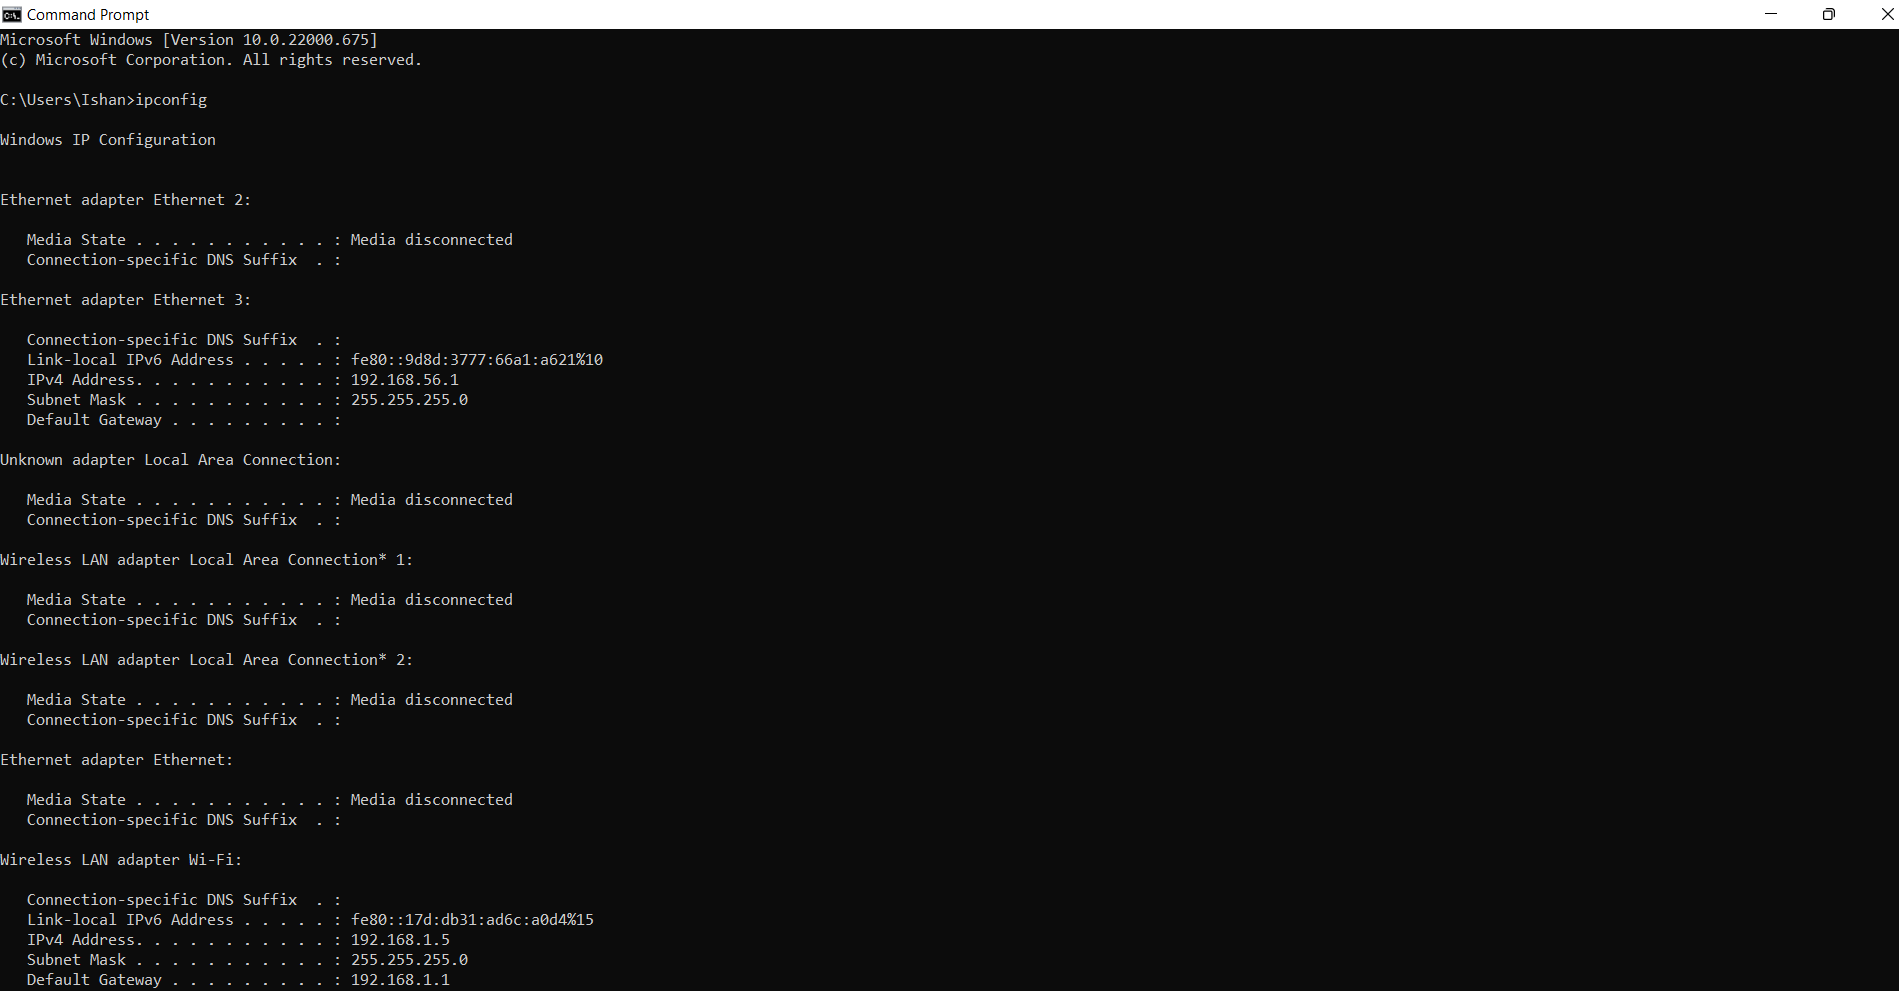 Command Prompt
Microsoft Windows [Version 10.0.22000.675]
(c) Microsoft Corporation. All rights reserved.
C:\Users\Ishan>ipconfig
Windows IP Configuration
Ethernet adapter Ethernet 2:
   Media State . . . . . . . . . . . : Media disconnected
   Connection-specific DNS Suffix  . :
Ethernet adapter Ethernet 3:
   Connection-specific DNS Suffix  . :
   Link-local IPv6 Address . . . . . : fe80::9d8d:3777:66a1:a621%10
   IPv4 Address. . . . . . . . . . . : 192.168.56.1
   Subnet Mask . . . . . . . . . . . : 255.255.255.0
   Default Gateway . . . . . . . . . :
Unknown adapter Local Area Connection:
   Media State . . . . . . . . . . . : Media disconnected
   Connection-specific DNS Suffix  . :
Wireless LAN adapter Local Area Connection* 1:
   Media State . . . . . . . . . . . : Media disconnected
   Connection-specific DNS Suffix  . :
Wireless LAN adapter Local Area Connection* 2:
   Media State . . . . . . . . . . . : Media disconnected
   Connection-specific DNS Suffix  . :
Ethernet adapter Ethernet:
   Media State . . . . . . . . . . . : Media disconnected
   Connection-specific DNS Suffix  . :
Wireless LAN adapter Wi-Fi:
   Connection-specific DNS Suffix  . :
   Link-local IPv6 Address . . . . . : fe80::17d:db31:ad6c:a0d4%15
   IPv4 Address. . . . . . . . . . . : 192.168.1.5
   Subnet Mask . . . . . . . . . . . : 255.255.255.0
   Default Gateway . . . . . . . . . : 192.168.1.1